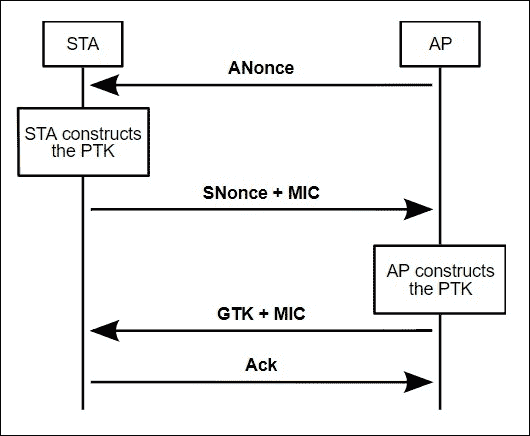 STA
AP
ANonce
STA constructs
the PTK
SNonce + MIC
AP constructs
the PTK
GTK + MIC
Ack